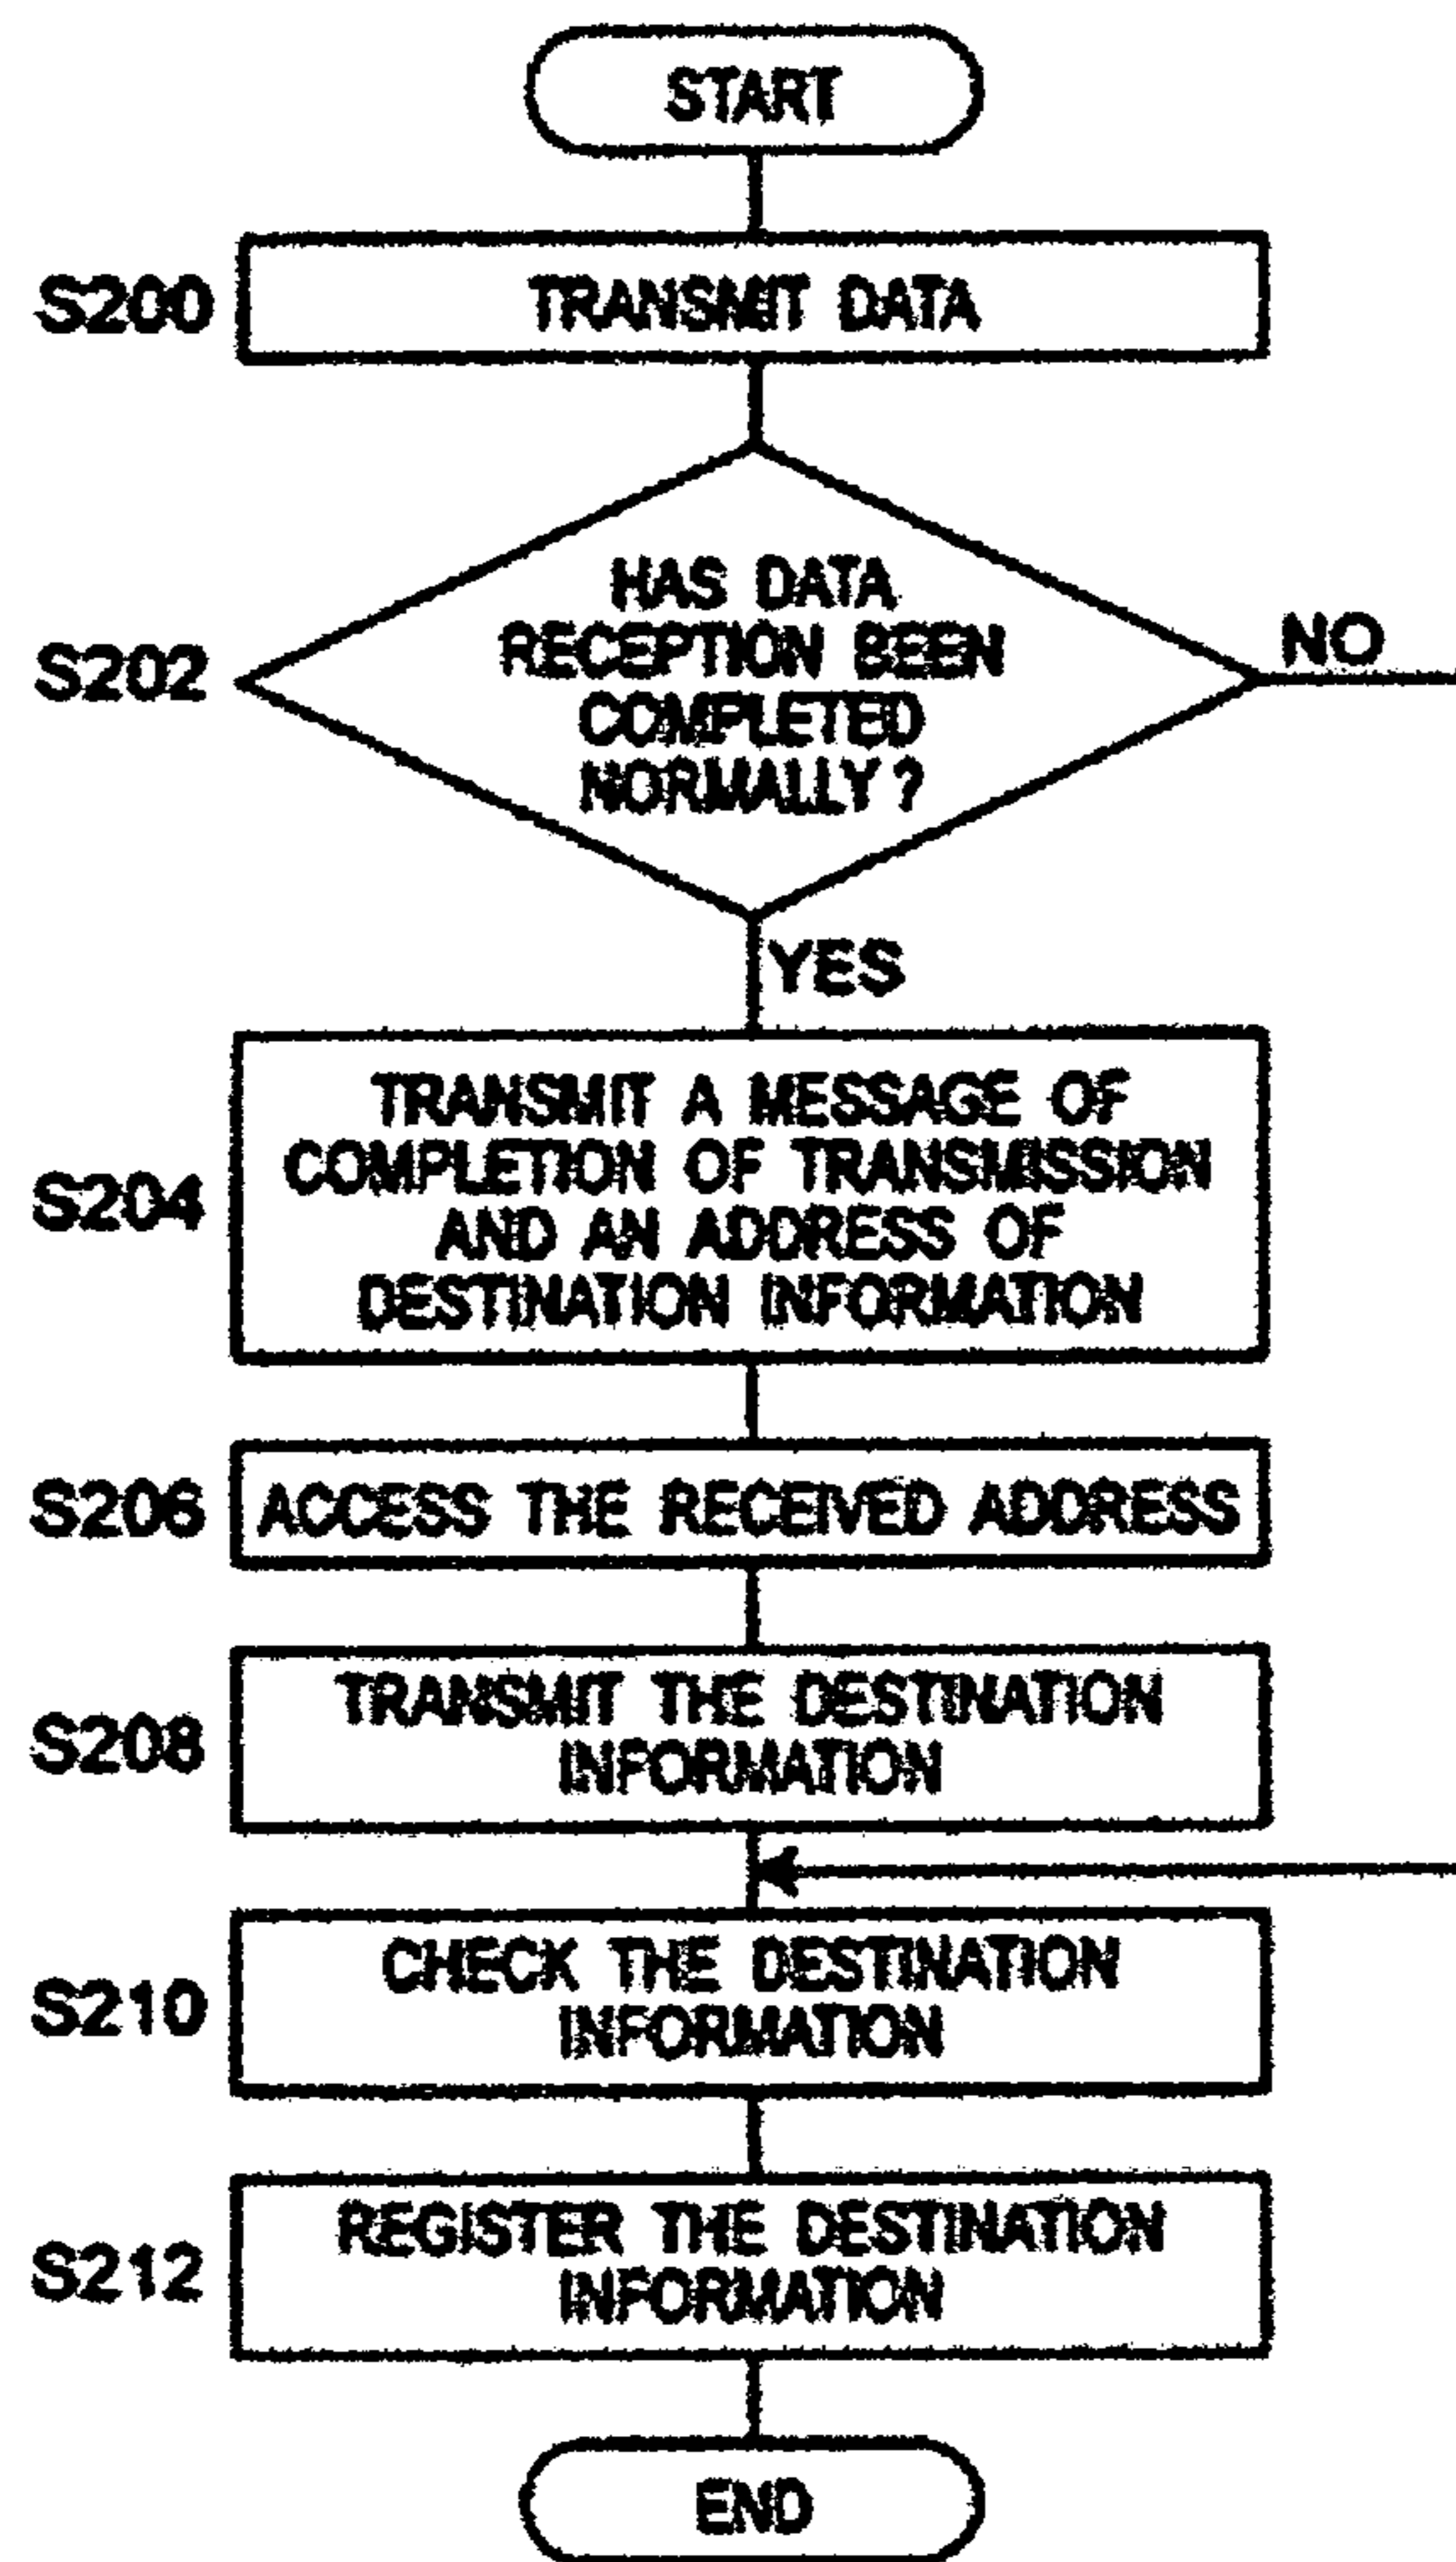 START
S200
TRANSMIT DATA
S202
HAS DATA
RECEPTION BEEN
COMPLETED
NORMALLY?
NO
YES
S204
TRANSMIT A MESSAGE OF
COMPLETION OF TRANSMISSION
AND AN ADDRESS OF
DESTINATION INFORMATION
S206
ACCESS THE RECEIVED ADDRESS
S208
TRANSMIT THE DESTINATION
INFORMATION
S210
CHECK THE DESTINATION
INFORMATION
S212
REGISTER THE DESTINATION
INFORMATION
END